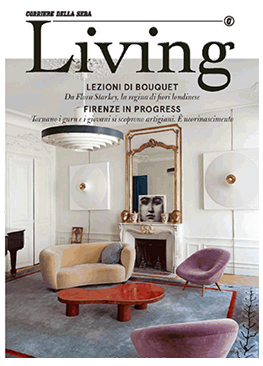 CORRIERE DELLA SERA
Living
LEZIONI DI BOUQUET
Da Flora Starkey, la regina di fiori londinese
FIRENZE IN PROGRESS
Tornano i guru e i giovani si scoprono artigiani. È neorinascimento